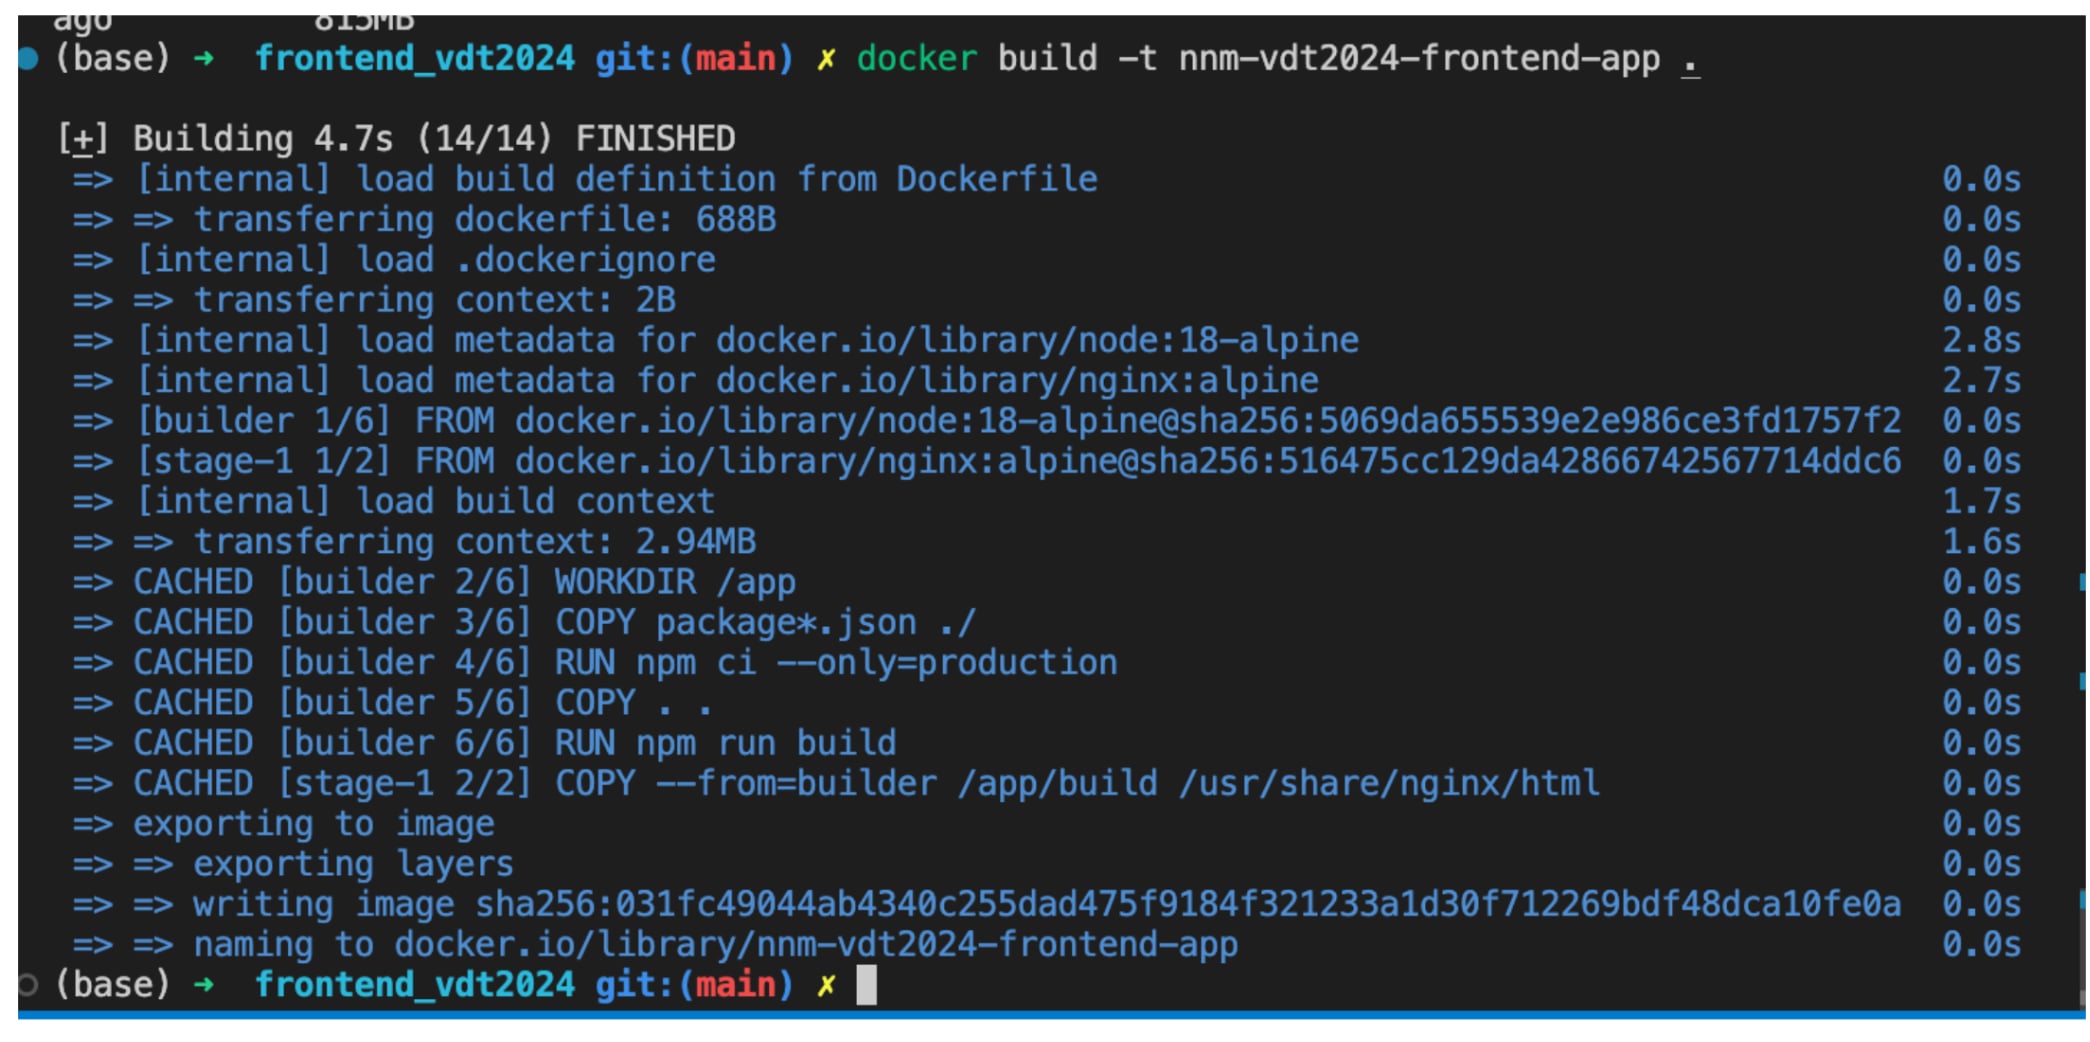 ago 815MB
(base) → frontend_vdt2024 git:(main) ✗ docker build -t nnm-vdt2024-frontend-app .
[+] Building 4.7s (14/14) FINISHED
=> [internal] load build definition from Dockerfile 0.0s
=> => transferring dockerfile: 688B 0.0s
=> [internal] load .dockerignore 0.0s
=> => transferring context: 2B 0.0s
=> [internal] load metadata for docker.io/library/node:18-alpine 2.8s
=> [internal] load metadata for docker.io/library/nginx:alpine 2.7s
=> [builder 1/6] FROM docker.io/library/node:18-alpine@sha256:5069da655539e2e986ce3fd1757f2 0.0s
=> [stage-1 1/2] FROM docker.io/library/nginx:alpine@sha256:516475cc129da42866742567714ddc6 0.0s
=> [internal] load build context 1.7s
=> => transferring context: 2.94MB 1.6s
=> CACHED [builder 2/6] WORKDIR /app 0.0s
=> CACHED [builder 3/6] COPY package*.json ./ 0.0s
=> CACHED [builder 4/6] RUN npm ci --only=production 0.0s
=> CACHED [builder 5/6] COPY . . 0.0s
=> CACHED [builder 6/6] RUN npm run build 0.0s
=> CACHED [stage-1 2/2] COPY --from=builder /app/build /usr/share/nginx/html 0.0s
=> exporting to image 0.0s
=> => exporting layers 0.0s
=> => writing image sha256:031fc49044ab4340c255dad475f9184f321233a1d30f712269bdf48dca10fe0a 0.0s
=> => naming to docker.io/library/nnm-vdt2024-frontend-app 0.0s
(base) → frontend_vdt2024 git:(main) ✗